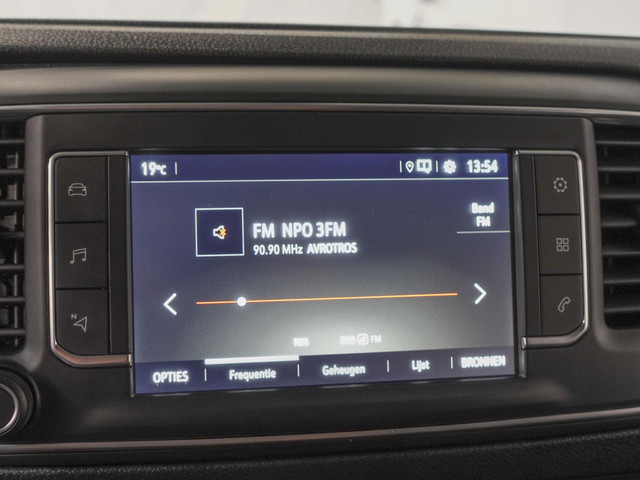 19°C 13:54
Band
FM
FM NPO 3FM
90.90 MHz AVROTROS
RDS FM
OPTIES Frequentie Geheugen Lijst BRONNEN
N